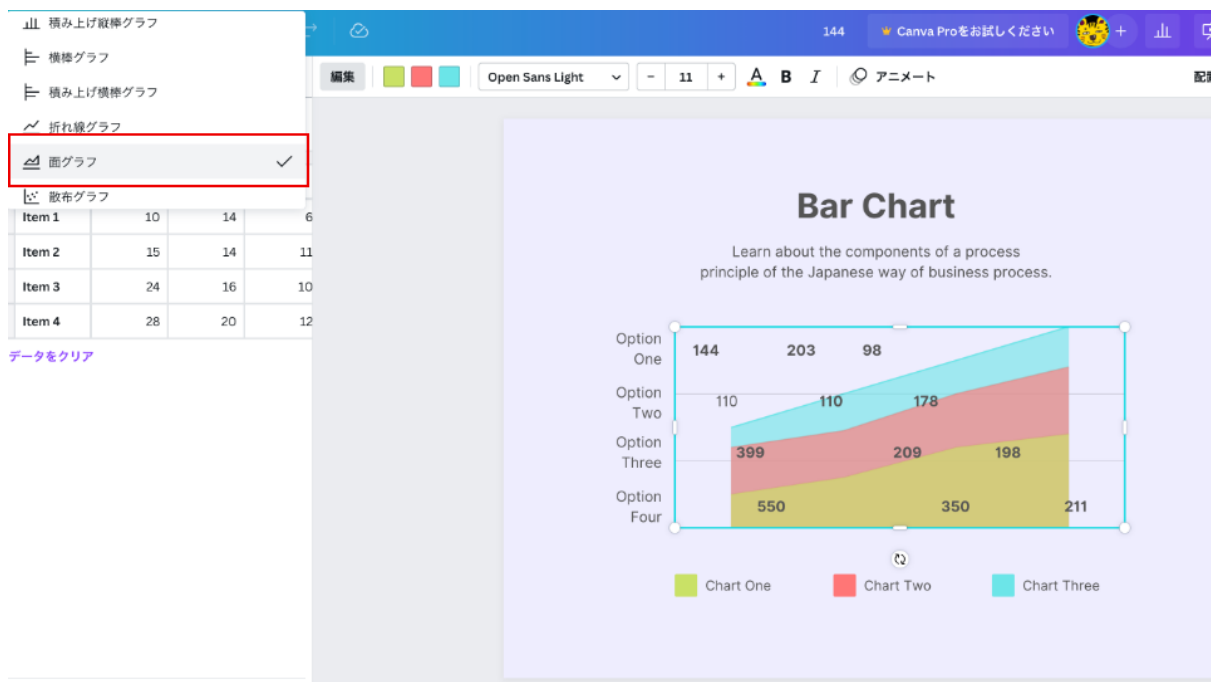 積み上げ縦棒グラフ
横棒グラフ
積み上げ横棒グラフ
折れ線グラフ
面グラフ
散布グラフ
144 Canva Proをお試しください +
編集 Open Sans Light - 11 + A B I アニメート
Item 1 10 14 6
Item 2 15 14 11
Item 3 24 16 10
Item 4 28 20 12
データをクリア
Bar Chart
Learn about the components of a process
principle of the Japanese way of business process.
Option
One
144 203 98
Option
Two
110 110 178
Option
Three
399 209 198
Option
Four
550 350 211
Chart One Chart Two Chart Three